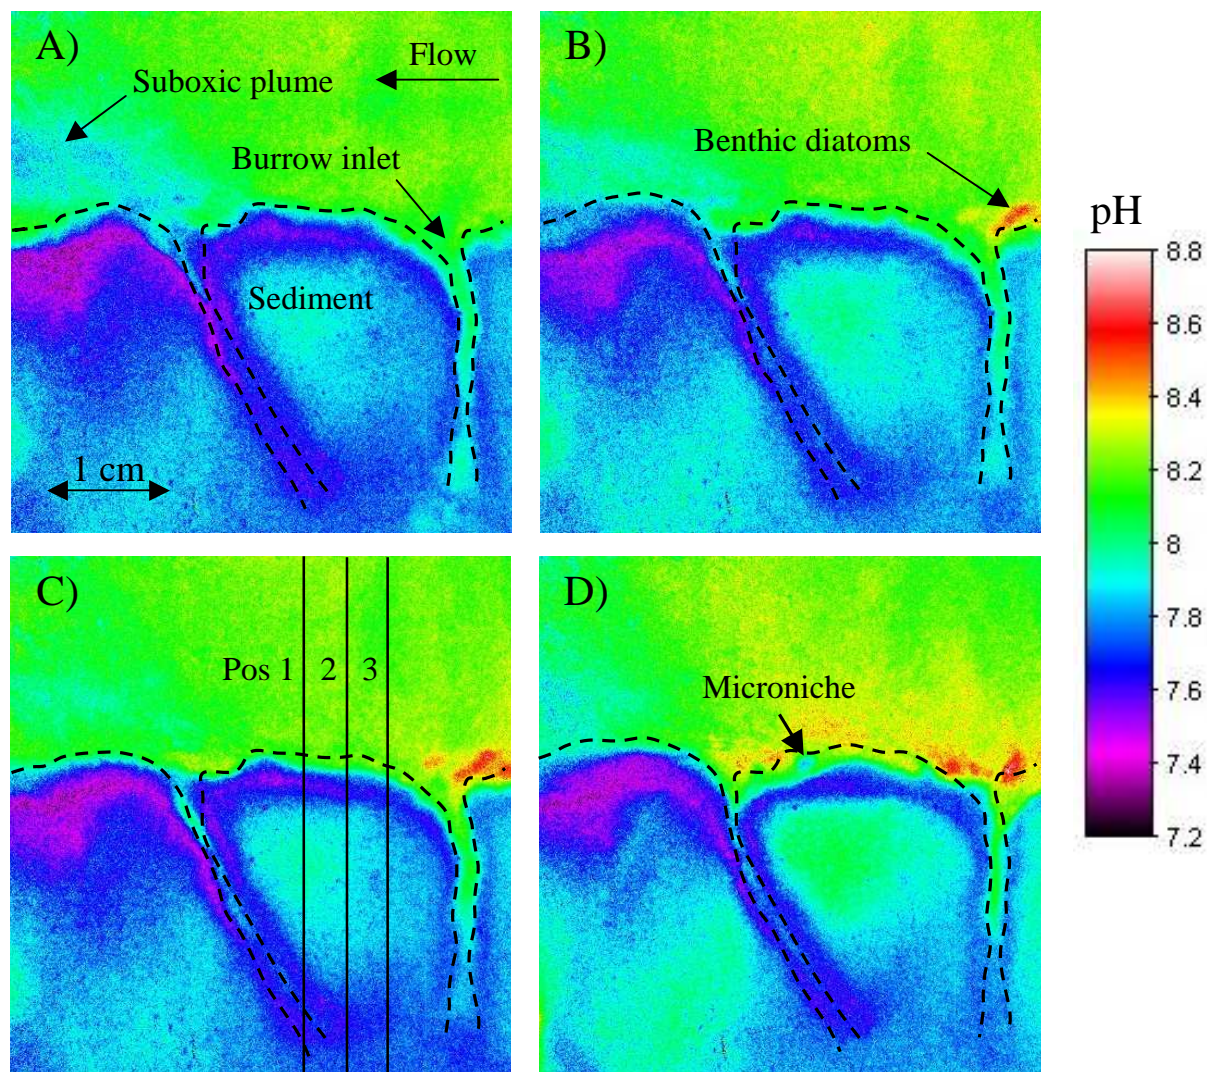 A)
Flow
Suboxic plume
Burrow inlet
Sediment
1 cm
B)
Benthic diatoms
pH
8.8
8.6
8.4
8.2
8
7.8
7.6
7.4
7.2
C)
Pos 1 2 3
D)
Microniche